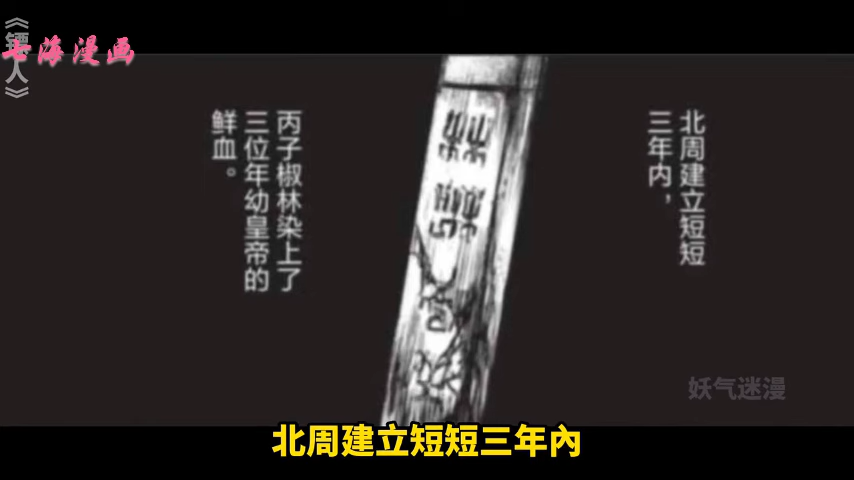 《镖人》
七海漫画
北周建立短短
三年内，
丙子椒林染上了
三位年幼皇帝的
鲜血。
妖气迷漫
北周建立短短三年內